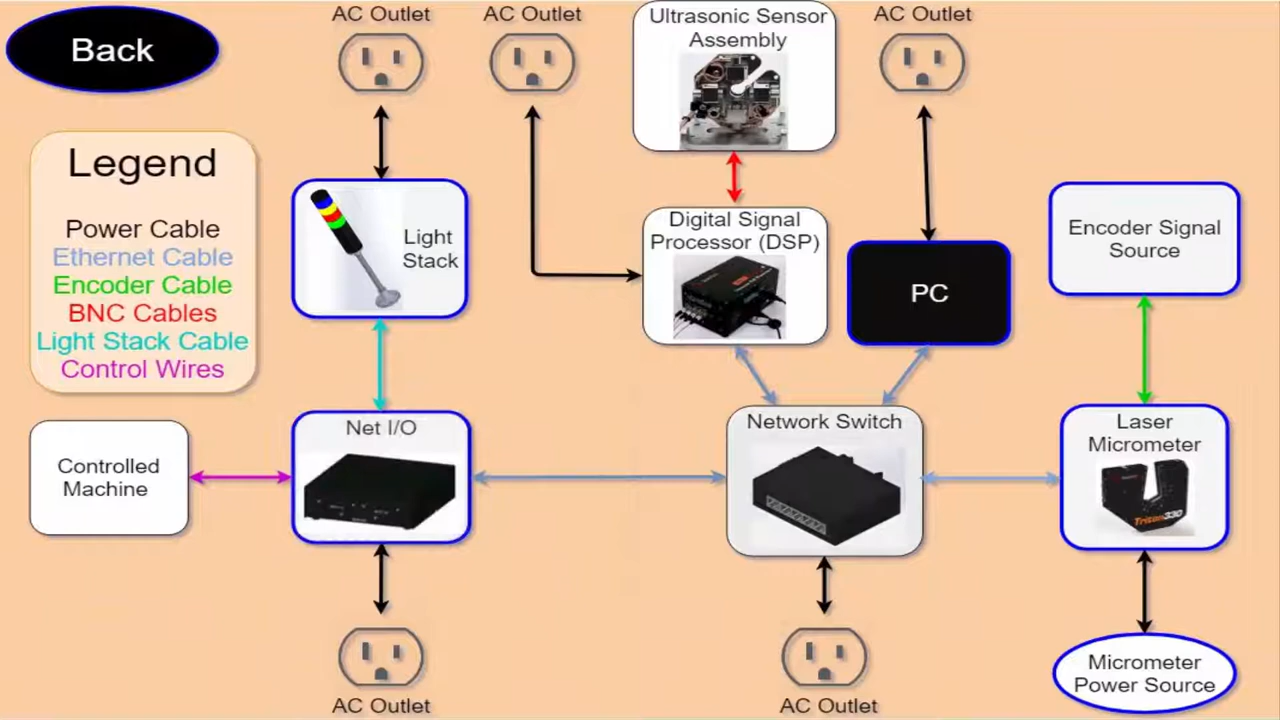 AC Outlet
AC Outlet
Ultrasonic Sensor
Assembly
AC Outlet
Back
Legend
Power Cable
Ethernet Cable
Encoder Cable
BNC Cables
Light Stack Cable
Control Wires
Light
Stack
Digital Signal
Processor (DSP)
PC
Encoder Signal
Source
Controlled
Machine
Net I/O
Network Switch
Laser
Micrometer
Triton330
AC Outlet
AC Outlet
Micrometer
Power Source